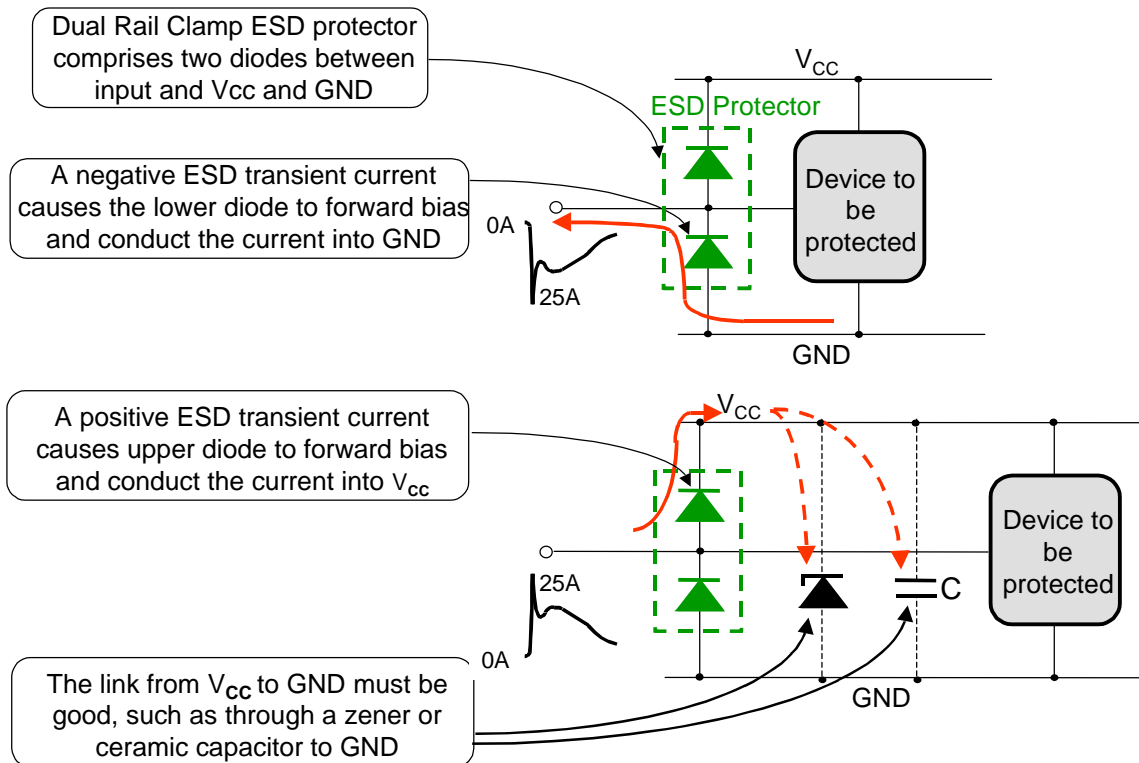 Dual Rail Clamp ESD protector
comprises two diodes between
input and Vcc and GND
VCC
ESD Protector
A negative ESD transient current
causes the lower diode to forward bias
and conduct the current into GND
0A
25A
Device to
be
protected
GND
A positive ESD transient current
causes upper diode to forward bias
and conduct the current into VCC
VCC
25A
0A
C
Device to
be
protected
GND
The link from VCC to GND must be
good, such as through a zener or
ceramic capacitor to GND